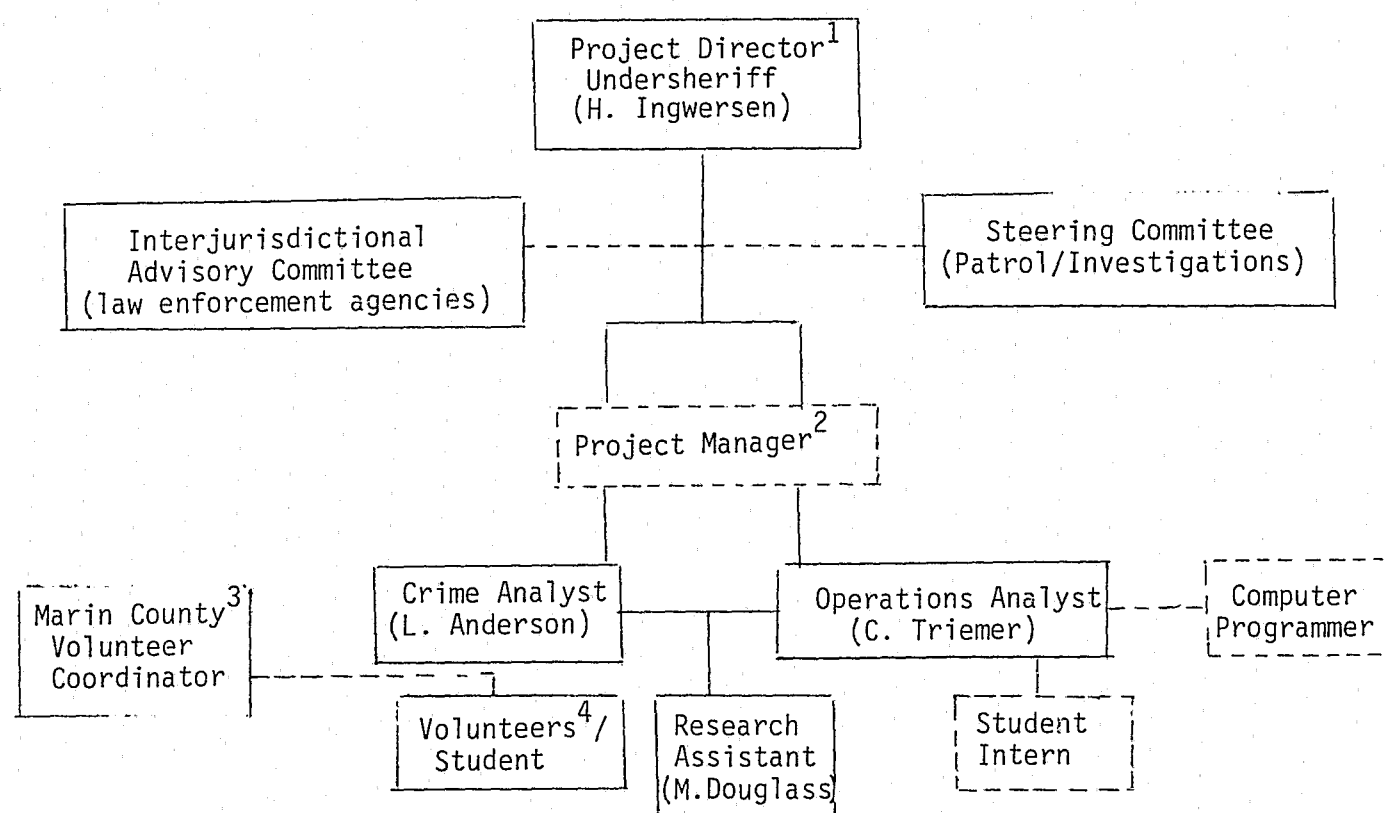 Project Director1
Undersheriff
(H. Ingwersen)
Interjurisdictional
Advisory Committee
(law enforcement agencies)
Steering Committee
(Patrol/Investigations)
Project Manager2
Crime Analyst
(L. Anderson)
Operations Analyst
(C. Triemer)
Computer
Programmer
Marin County3
Volunteer
Coordinator
Volunteers4/
Student
Research
Assistant
(M.Douglass)
Student
Intern